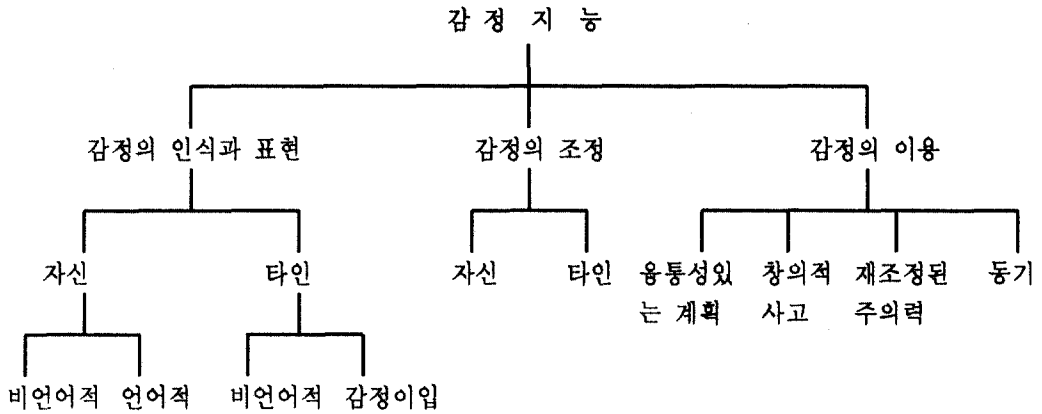 감 정 지 능
감정의 인식과 표현 감정의 조정 감정의 이용
자신 타인 자신 타인 융통성있 창의적 재조정된 동기
는 계획 사고 주의력
비언어적 언어적 비언어적 감정이입